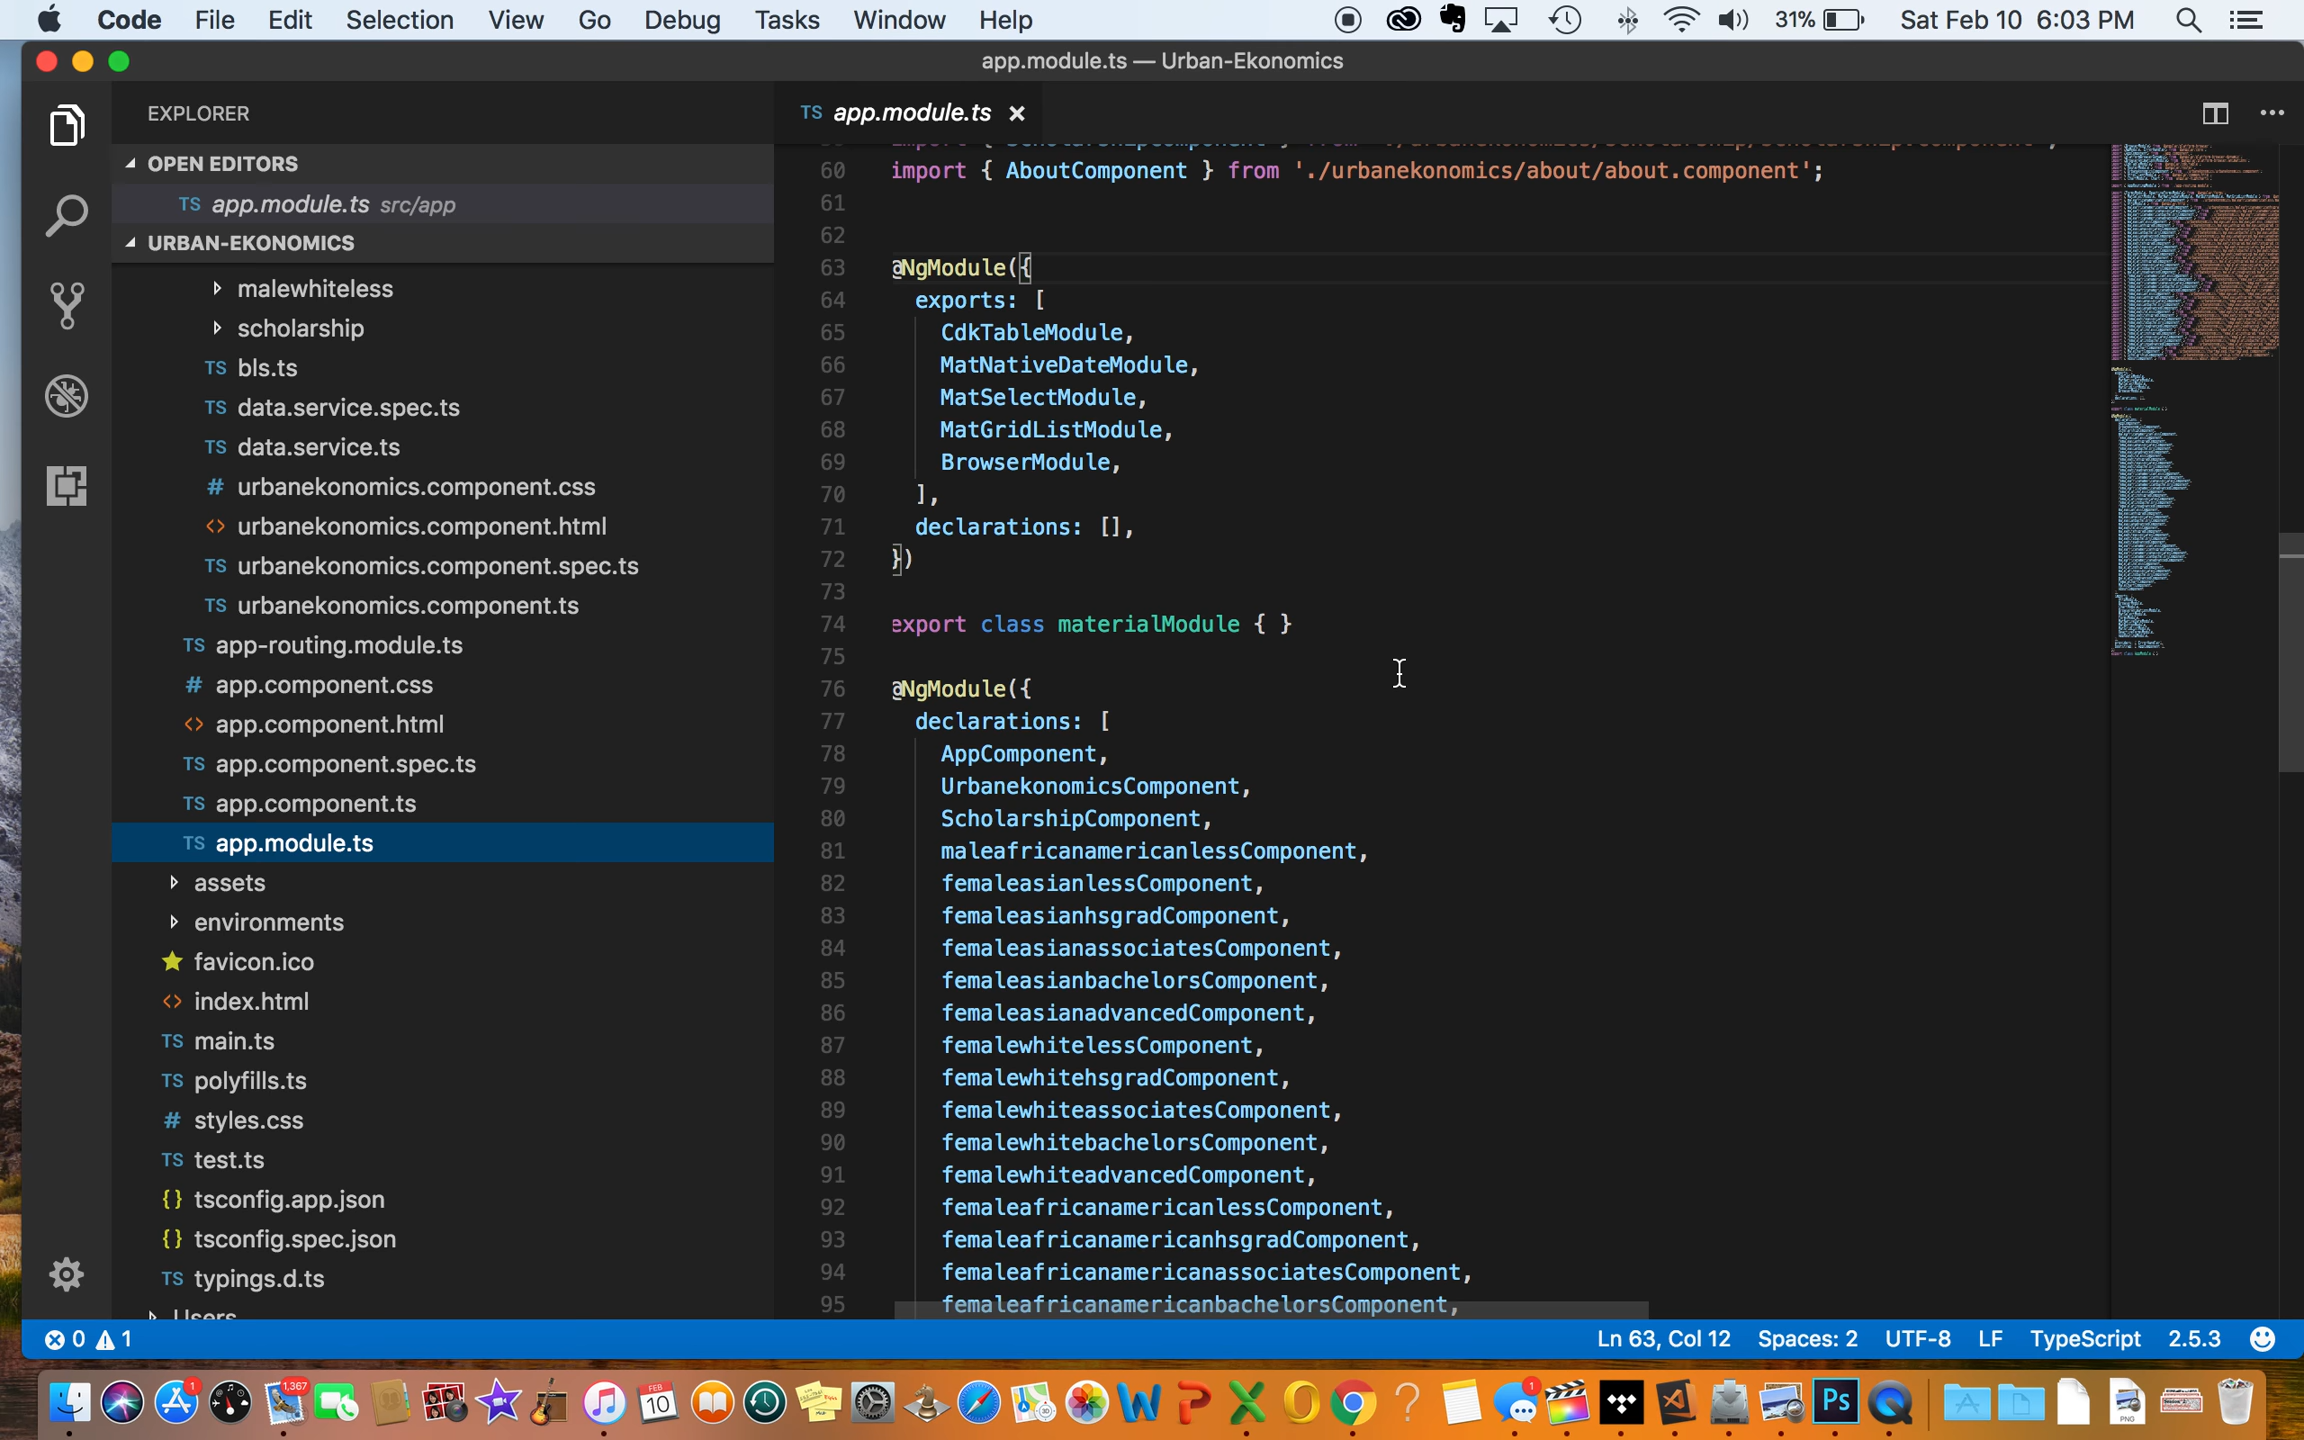 Code File Edit Selection View Go Debug Tasks Window Help 31% Sat Feb 10 6:03 PM
app.module.ts — Urban-Ekonomics
EXPLORER
OPEN EDITORS
TS app.module.ts src/app
URBAN-EKONOMICS
malewhiteless
scholarship
TS bls.ts
TS data.service.spec.ts
TS data.service.ts
# urbanekonomics.component.css
<> urbanekonomics.component.html
TS urbanekonomics.component.spec.ts
TS urbanekonomics.component.ts
TS app-routing.module.ts
# app.component.css
<> app.component.html
TS app.component.spec.ts
TS app.component.ts
TS app.module.ts
assets
environments
favicon.ico
<> index.html
TS main.ts
TS polyfills.ts
# styles.css
TS test.ts
{} tsconfig.app.json
{} tsconfig.spec.json
TS typings.d.ts
Users
TS app.module.ts ×
60 import { AboutComponent } from './urbanekonomics/about/about.component';
61
62
63 @NgModule({
64 exports: [
65 CdkTableModule,
66 MatNativeDateModule,
67 MatSelectModule,
68 MatGridListModule,
69 BrowserModule,
70 ],
71 declarations: [],
72 })
73
74 export class materialModule { }
75
76 @NgModule({
77 declarations: [
78 AppComponent,
79 UrbanekonomicsComponent,
80 ScholarshipComponent,
81 maleafricanamericanlessComponent,
82 femaleasianlessComponent,
83 femaleasianhsgradComponent,
84 femaleasianassociatesComponent,
85 femaleasianbachelorsComponent,
86 femaleasianadvancedComponent,
87 femalewhitelessComponent,
88 femalewhitehsgradComponent,
89 femalewhiteassociatesComponent,
90 femalewhitebachelorsComponent,
91 femalewhiteadvancedComponent,
92 femaleafricanamericanlessComponent,
93 femaleafricanamericanhsgradComponent,
94 femaleafricanamericanassociatesComponent,
95 femaleafricanamericanbachelorsComponent,
0 1 Ln 63, Col 12 Spaces: 2 UTF-8 LF TypeScript 2.5.3
1 1,367 FEB 10 1 Ps PNG